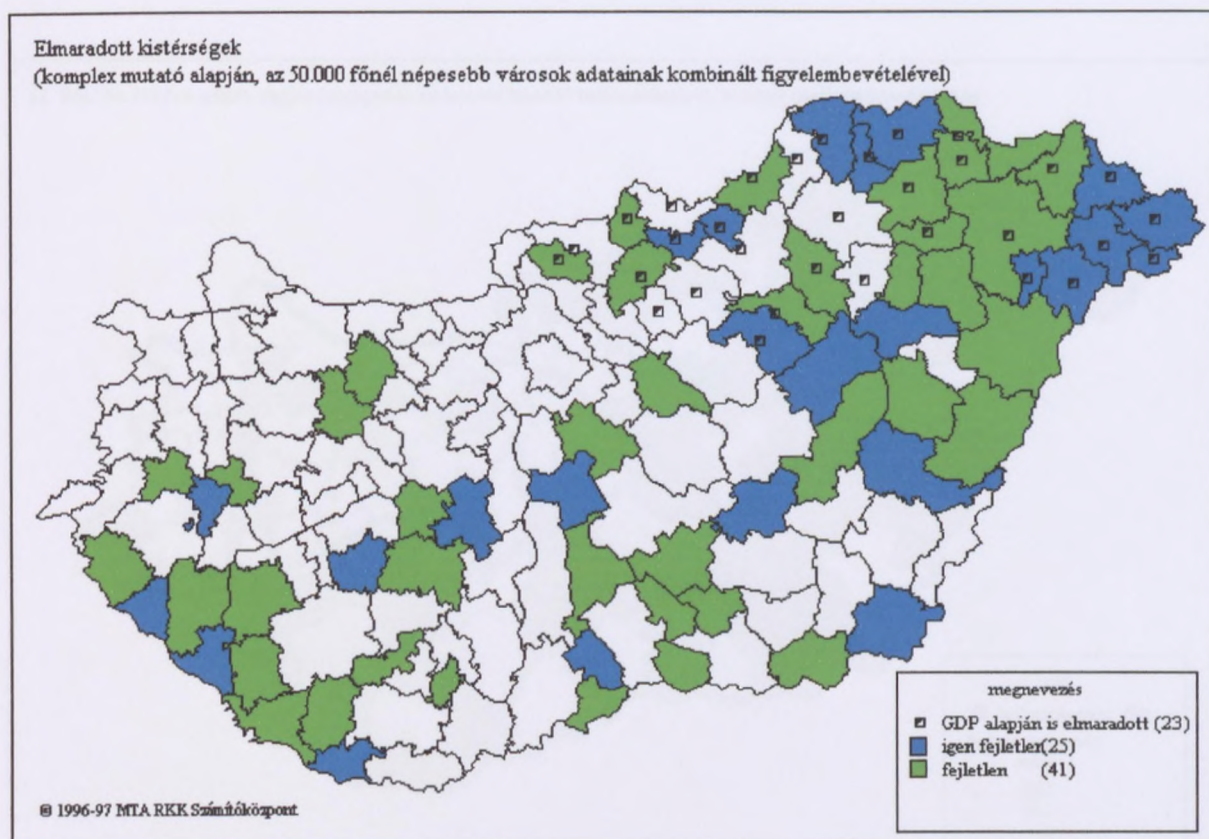 Elmaradott kistérségek
(komplex mutató alapján, az 50.000 főnél népesebb városok adatainak kombinált figyelembevételével)
megnevezés
GDP alapján is elmaradott (23)
igen fejletler(25)
fejletlen (41)
© 1996-97 MTA RKK Számítóközpont